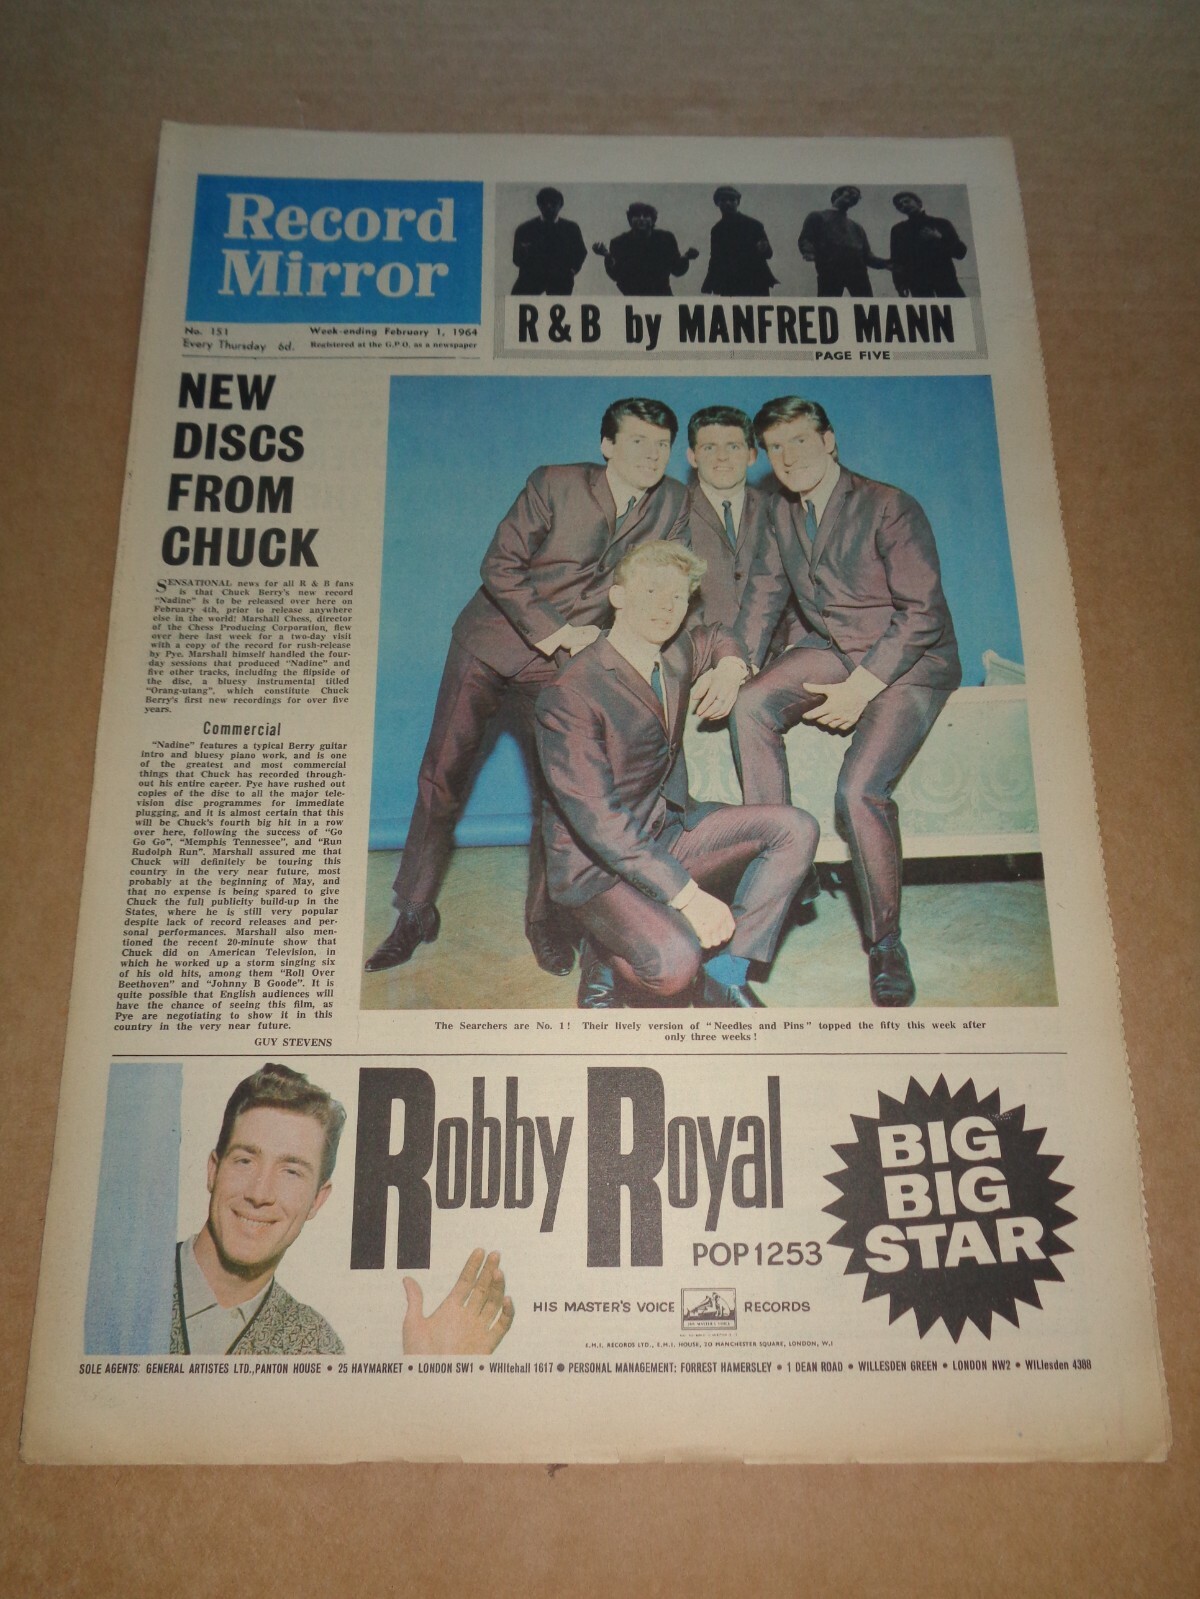 Record
Mirror
No. 151 Week-ending February 1, 1964
Every Thursday 6d. Registered at the G.P.O. as a newspaper
R & B by MANFRED MANN
PAGE FIVE
NEW
DISCS
FROM
CHUCK
SENSATIONAL news for all R & B fans
is that Chuck Berry's new record
"Nadine" is to be released over here on
February 4th, prior to release anywhere
else in the world! Marshall Chess, director
of the Chess Producing Corporation, flew
over here last week for a two-day visit
with a copy of the record for rush-release
by Pye. Marshall himself handled the four-
day sessions that produced "Nadine" and
five other tracks, including the flipside of
the disc, a bluesy instrumental titled
"Orang-utang", which constitute Chuck
Berry's first new recordings for over five
years.
Commercial
"Nadine" features a typical Berry guitar
intro and bluesy piano work, and is one
of the greatest and most commercial
things that Chuck has recorded through-
out his entire career. Pye have rushed out
copies of the disc to all the major tele-
vision disc programmes for immediate
plugging, and it is almost certain that this
will be Chuck's fourth big hit in a row
over here, following the success of "Go
Go Go", "Memphis Tennessee", and "Run
Rudolph Run". Marshall assured me that
Chuck will definitely be touring this
country in the very near future, most
probably at the beginning of May, and
that no expense is being spared to give
Chuck the full publicity build-up in the
States, where he is still very popular
despite lack of record releases and per-
sonal performances. Marshall also men-
tioned the recent 20-minute show that
Chuck did on American Television, in
which he worked up a storm singing six
of his old hits, among them "Roll Over
Beethoven" and "Johnny B Goode". It is
quite possible that English audiences will
have the chance of seeing this film, as
Pye are negotiating to show it in this
country in the very near future.
GUY STEVENS
The Searchers are No. 1! Their lively version of "Needles and Pins" topped the fifty this week after
only three weeks!
Robby Royal
POP 1253
BIG
BIG
STAR
HIS MASTER'S VOICE RECORDS
E.M.I. RECORDS LTD., E.M.I. HOUSE, 20 MANCHESTER SQUARE, LONDON, W.1
SOLE AGENTS: GENERAL ARTISTES LTD., PANTON HOUSE • 25 HAYMARKET • LONDON SW1 • WHItehall 1617 • PERSONAL MANAGEMENT: FORREST HAMERSLEY • 1 DEAN ROAD • WILLESDEN GREEN • LONDON NW2 • WILlesden 4388